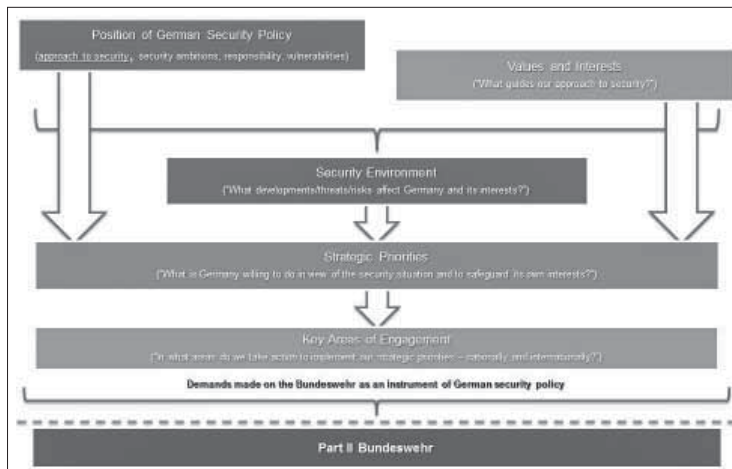 Position of German Security Policy
(approach to security, security ambitions, responsibility, vulnerabilities)
Values and Interests
("What guides our approach to security?")
Security Environment
("What developments/threats/risks affect Germany and its interests?")
Strategic Priorities
("What is Germany willing to do in view of the security situation and to safeguard its own interests?")
Key Areas of Engagement
("In what areas do we take action to implement our strategic priorities – nationally and internationally?")
Demands made on the Bundeswehr as an instrument of German security policy
Part II Bundeswehr